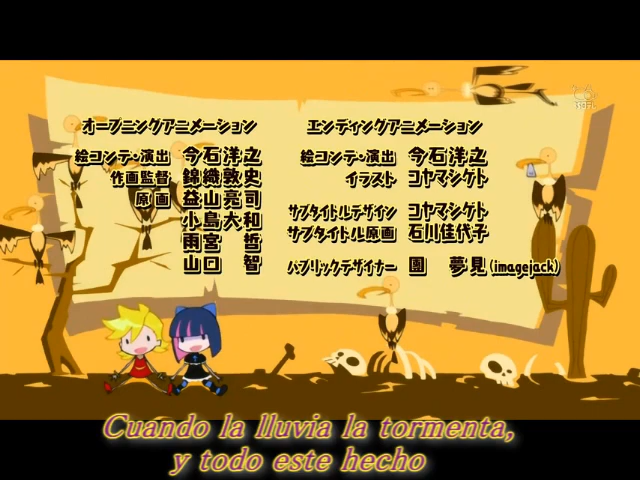 オープニングアニメーション
絵コンテ・演出 今石洋之
作画監督 錦織敦史
原画 益山亮司
小島大和
雨宮 哲
山口 智
エンディングアニメーション
絵コンテ・演出 今石洋之
イラスト コヤマシゲト
サブタイトルデザイン コヤマシゲト
サブタイトル原画 石川佳代子
パブリックデザイナー 園 夢見(imagejack)
Cuando la lluvia la tormenta,
y todo este hecho